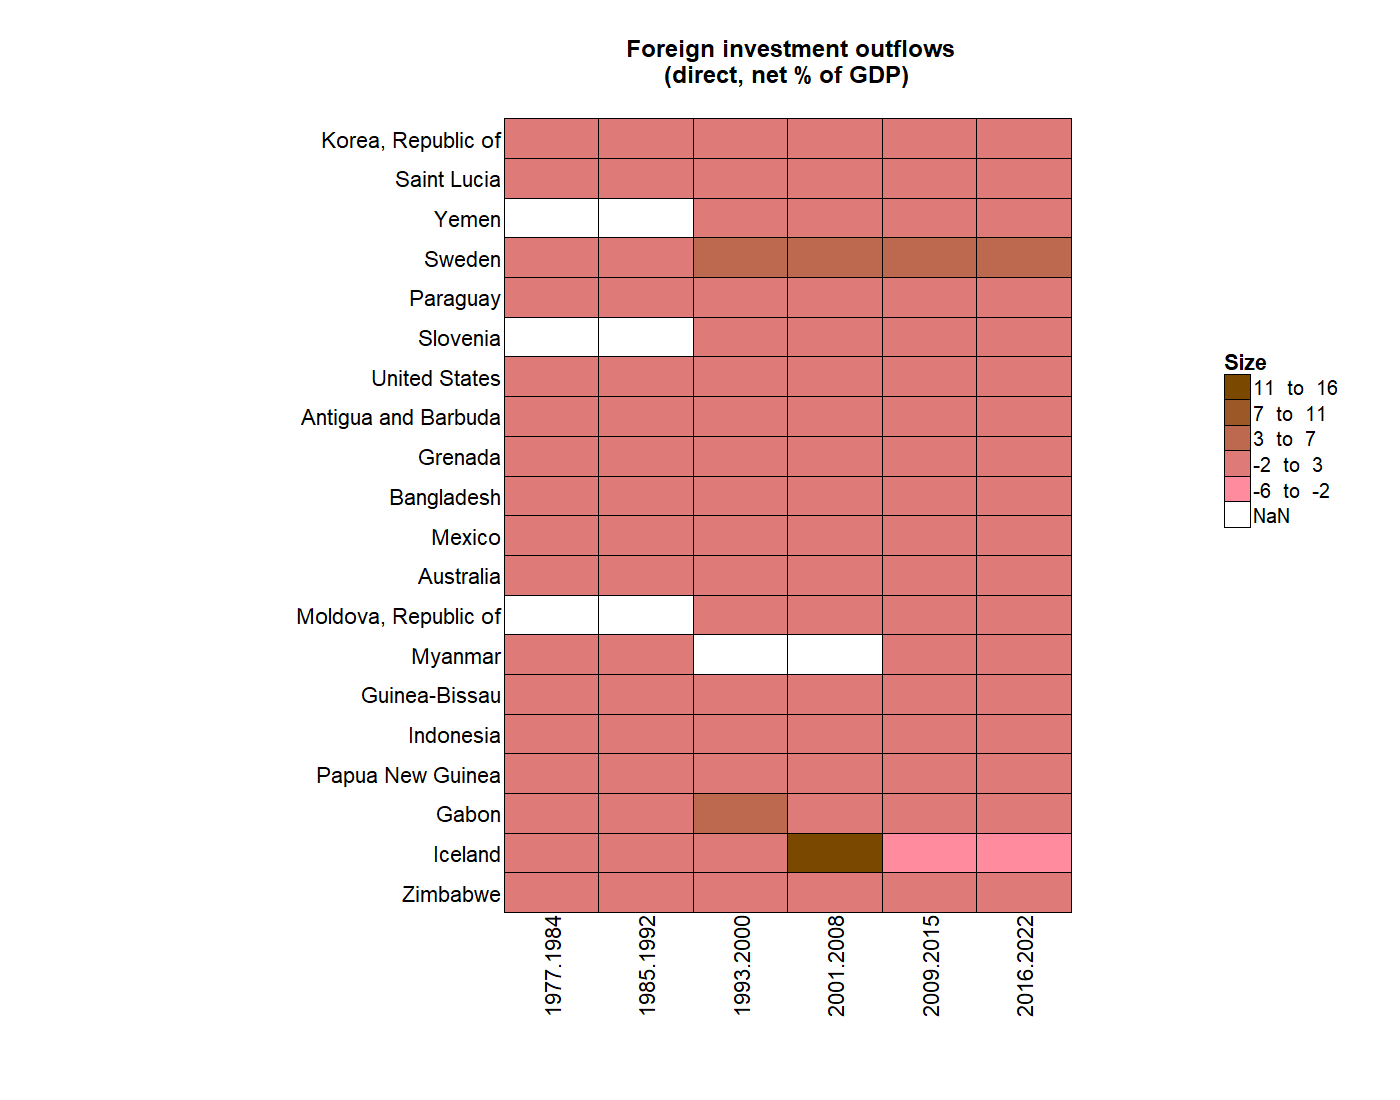 Foreign investment outflows
(direct, net % of GDP)
Korea, Republic of
Saint Lucia
Yemen
Sweden
Paraguay
Slovenia
United States
Antigua and Barbuda
Grenada
Bangladesh
Mexico
Australia
Moldova, Republic of
Myanmar
Guinea-Bissau
Indonesia
Papua New Guinea
Gabon
Iceland
Zimbabwe
1977.1984
1985.1992
1993.2000
2001.2008
2009.2015
2016.2022
Size
11 to 16
7 to 11
3 to 7
-2 to 3
-6 to -2
NaN